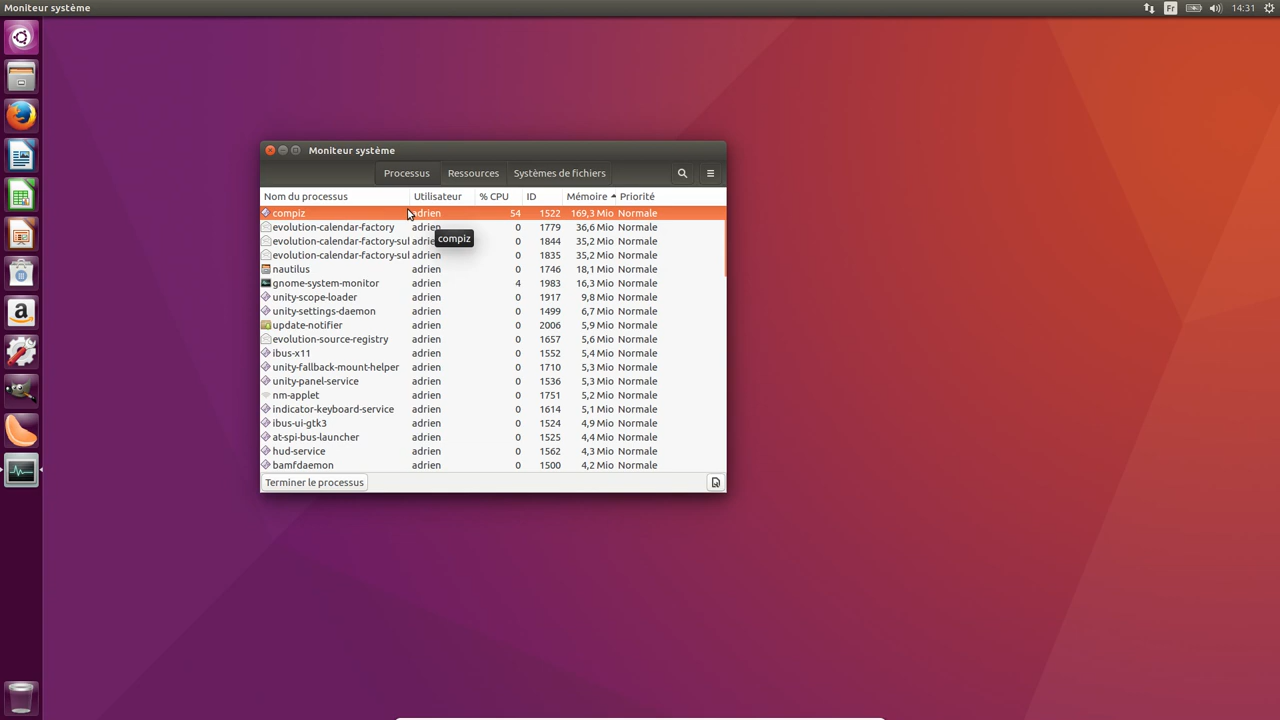 Moniteur système Fr 14:31
Moniteur système
Processus Ressources Systèmes de fichiers
Nom du processus Utilisateur % CPU ID Mémoire Priorité
compiz adrien 54 1522 169,3 Mio Normale
evolution-calendar-factory adrien 0 1779 36,6 Mio Normale
evolution-calendar-factory-sul adrien 0 1844 35,2 Mio Normale
compiz
evolution-calendar-factory-sul adrien 0 1835 35,2 Mio Normale
nautilus adrien 0 1746 18,1 Mio Normale
gnome-system-monitor adrien 4 1983 16,3 Mio Normale
unity-scope-loader adrien 0 1917 9,8 Mio Normale
unity-settings-daemon adrien 0 1499 6,7 Mio Normale
update-notifier adrien 0 2006 5,9 Mio Normale
evolution-source-registry adrien 0 1657 5,6 Mio Normale
ibus-x11 adrien 0 1552 5,4 Mio Normale
unity-fallback-mount-helper adrien 0 1710 5,3 Mio Normale
unity-panel-service adrien 0 1536 5,3 Mio Normale
nm-applet adrien 0 1751 5,2 Mio Normale
indicator-keyboard-service adrien 0 1614 5,1 Mio Normale
ibus-ui-gtk3 adrien 0 1524 4,9 Mio Normale
at-spi-bus-launcher adrien 0 1525 4,4 Mio Normale
hud-service adrien 0 1562 4,3 Mio Normale
bamfdaemon adrien 0 1500 4,2 Mio Normale
Terminer le processus